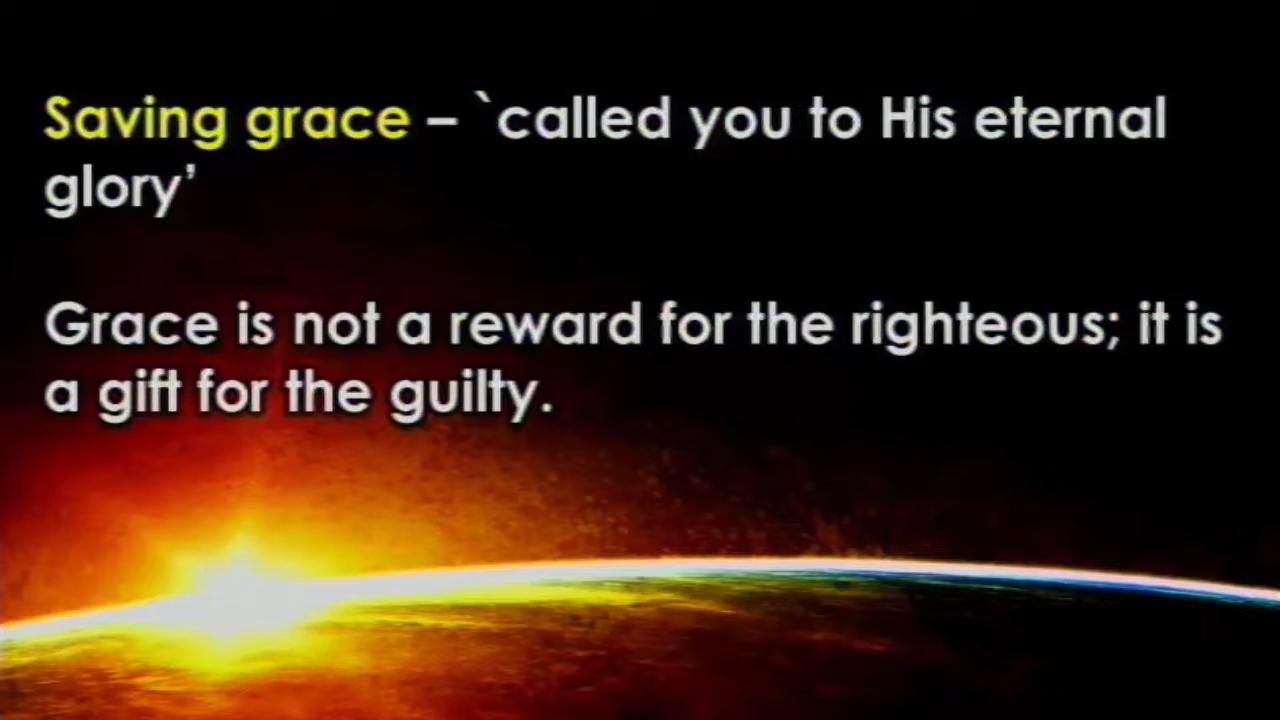 Saving grace – `called you to His eternal
glory’
Grace is not a reward for the righteous; it is
a gift for the guilty.